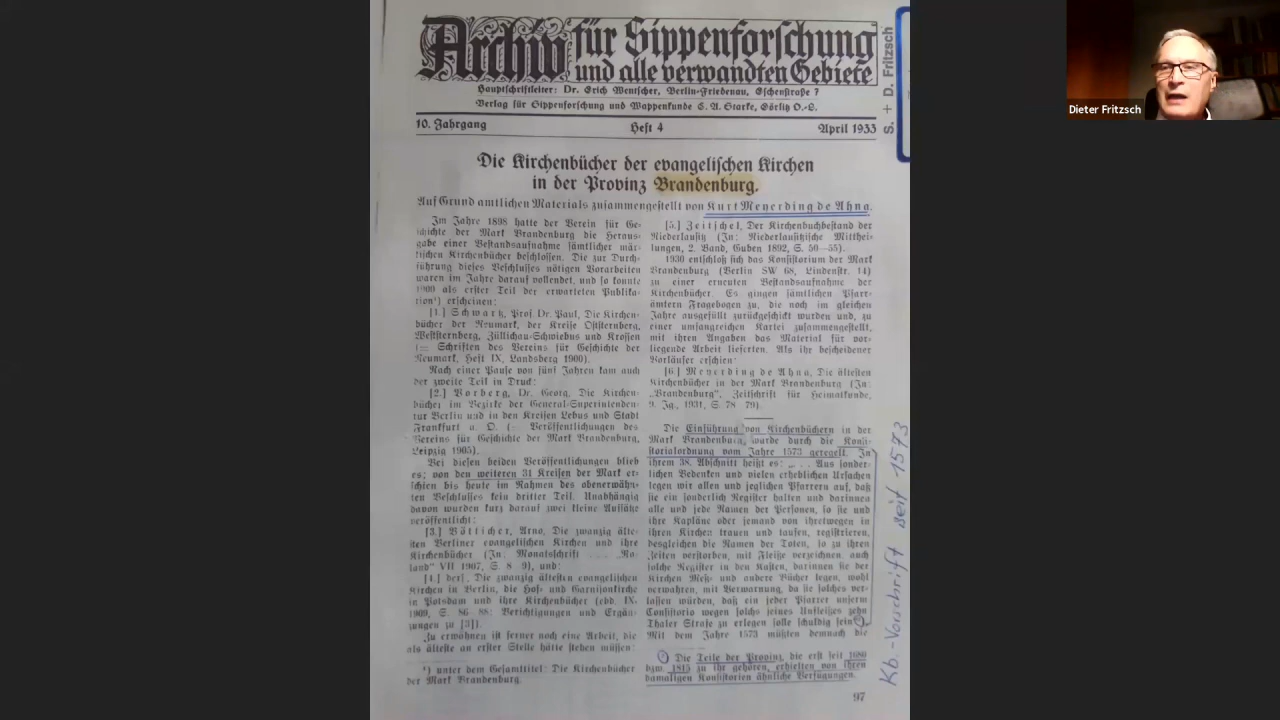 Archiv für Sippenforschung
und alle verwandten Gebiete
Hauptschriftleiter: Dr. Erich Wentscher, Berlin-Friedenau, Eschenstraße 7
Verlag für Sippenforschung und Wappenkunde C. A. Starke, Görlitz O.-L.
10. Jahrgang Heft 4 April 1933
Die Kirchenbücher der evangelischen Kirchen
in der Provinz Brandenburg.
Auf Grund amtlichen Materials zusammengestellt von Kurt Meyerding de Ahna.
Im Jahre 1898 hatte der Verein für Ge-
schichte der Mark Brandenburg die Heraus-
gabe einer Bestandsaufnahme sämtlicher mär-
kischen Kirchenbücher beschlossen. Die zur Durch-
führung dieses Beschlusses nötigen Vorarbeiten
waren im Jahre darauf vollendet, und so konnte
1900 als erster Teil der erwarteten Publika-
tion¹) erscheinen:
[1.] Schwartz, Prof. Dr. Paul, Die Kirchen-
bücher der Neumark, der Kreise Oststernberg,
Weststernberg, Züllichau-Schwiebus und Krossen
(= Schriften des Vereins für Geschichte der
Neumark, Heft IX, Landsberg 1900).
Nach einer Pause von fünf Jahren kam auch
der zweite Teil in Druck:
[2.] Vorberg, Dr. Georg, Die Kirchen-
bücher im Bezirke der General-Superintenden-
tur Berlin und in den Kreisen Lebus und Stadt
Frankfurt a. O. (= Veröffentlichungen des
Vereins für Geschichte der Mark Brandenburg,
Leipzig 1905).
Bei diesen beiden Veröffentlichungen blieb
es; von den weiteren 31 Kreisen der Mark er-
schien bis heute im Rahmen des obenerwähn-
ten Beschlusses kein dritter Teil. Unabhängig
davon wurden kurz darauf zwei kleine Aufsätze
veröffentlicht:
[3.] Bötticher, Arno, Die zwanzig älte-
sten Berliner evangelischen Kirchen und ihre
Kirchenbücher (In: Monatsschrift „Ro-
land" VII 1907, S. 8–9), und:
[4.] der[.], Die zwanzig ältesten evangelischen
Kirchen in Berlin, die Hof- und Garnisonkirche
in Potsdam und ihre Kirchenbücher (ebd. IX,
1909, S. 86–88: Berichtigungen und Ergän-
zungen zu [3]).
Zu erwähnen ist ferner noch eine Arbeit, die
als älteste an erster Stelle hätte stehen müssen:
¹) unter dem Gesamttitel: Die Kirchenbücher
der Mark Brandenburg.
[5.] Zeitschel, Der Kirchenbuchbestand der
Niederlausitz (In: Niederlausitzische Mitthei-
lungen, 2. Band, Guben 1892, S. 50–55).
1930 entschloß sich das Konsistorium der Mark
Brandenburg (Berlin SW 68, Lindenstr. 14)
zu einer erneuten Bestandsaufnahme der
Kirchenbücher. Es gingen sämtlichen Pfarr-
ämtern Fragebogen zu, die noch im gleichen
Jahre ausgefüllt zurückgeschickt wurden und, zu
einer umfangreichen Kartei zusammengestellt,
mit ihren Angaben das Material für vor-
liegende Arbeit lieferten. Als ihr bescheidener
Vorläufer erschien:
[6.] Meyerding de Ahna, Die ältesten
Kirchenbücher in der Mark Brandenburg (In:
„Brandenburg", Zeitschrift für Heimatkunde,
9. Jg., 1931, S. 78–79).
Die Einführung von Kirchenbüchern in der
Mark Brandenburg wurde durch die Konsi-
storialordnung vom Jahre 1573 geregelt. In
ihrem 38. Abschnitt heißt es: „... Aus sonder-
lichen Bedenken und vielen erheblichen Ursachen
legen wir allen und jeglichen Pfarrern auf, daß
sie ein sonderlich Register halten und darinnen
alle und jede Namen der Personen, so sie und
ihre Kapläne oder jemand von ihretwegen in
ihren Kirchen trauen und taufen, registrieren,
desgleichen die Namen der Toten, so zu ihren
Zeiten verstorben, mit Fleiße verzeichnen, auch
solche Register in den Kasten, darinnen sie der
Kirchen Meß- und andere Bücher legen, wohl
verwahren, mit Verwarnung, da sie solches ver-
lassen würden, daß ein jeder Pfarrer unserm
Consistorio wegen solchs seines Unfleißes zehn
Thaler Strafe zu erlegen solle schuldig sein²).
Mit dem Jahre 1573 müßten demnach die
²) Die Teile der Provinz, die erst seit 1680
bzw. 1815 zu ihr gehören, erhielten von ihren
damaligen Konsistorien ähnliche Verfügungen.
97
Kb.-Vorschrift seit 1573
S. + D. Fritzsch
Dieter Fritzsch